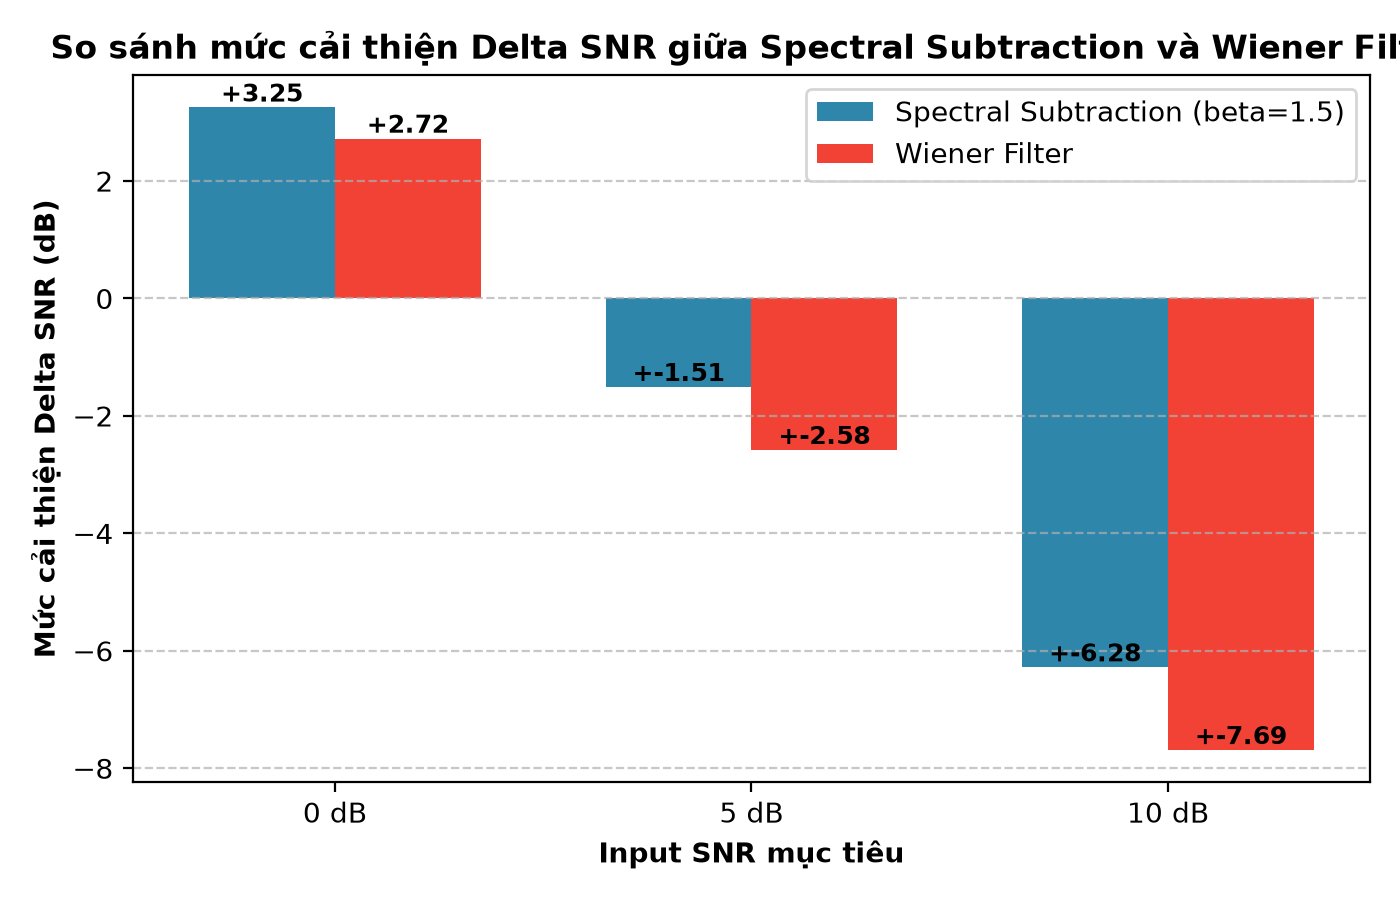 So sánh mức cải thiện Delta SNR giữa Spectral Subtraction và Wiener
+3.25
+2.72
Spectral Subtraction (beta=1.5)
Wiener Filter
2
0
−2
−4
−6
−8
Mức cải thiện Delta SNR (dB)
+-1.51
+-2.58
+-6.28
+-7.69
0 dB
5 dB
10 dB
Input SNR mục tiêu